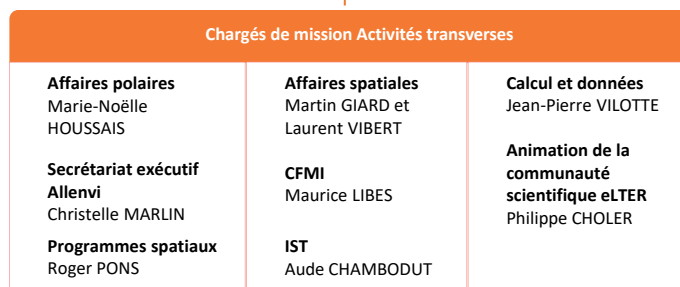 Chargés de mission Activités transverses
Affaires polaires
Marie-Noëlle
HOUSSAIS
Secrétariat exécutif
Allenvi
Christelle MARLIN
Programmes spatiaux
Roger PONS
Affaires spatiales
Martin GIARD et
Laurent VIBERT
CFMI
Maurice LIBES
IST
Aude CHAMBODUT
Calcul et données
Jean-Pierre VILOTTE
Animation de la
communauté
scientifique eLTER
Philippe CHOLER